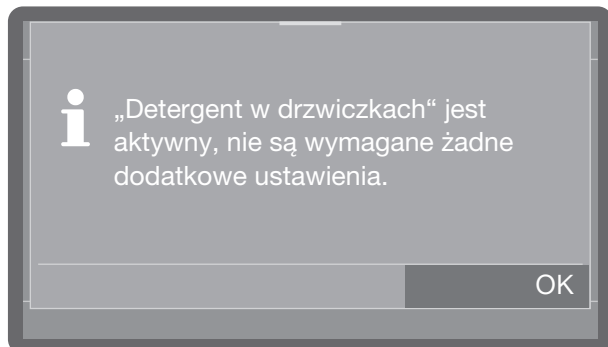 „Detergent w drzwiczkach“ jest
aktywny, nie są wymagane żadne
dodatkowe ustawienia.
OK